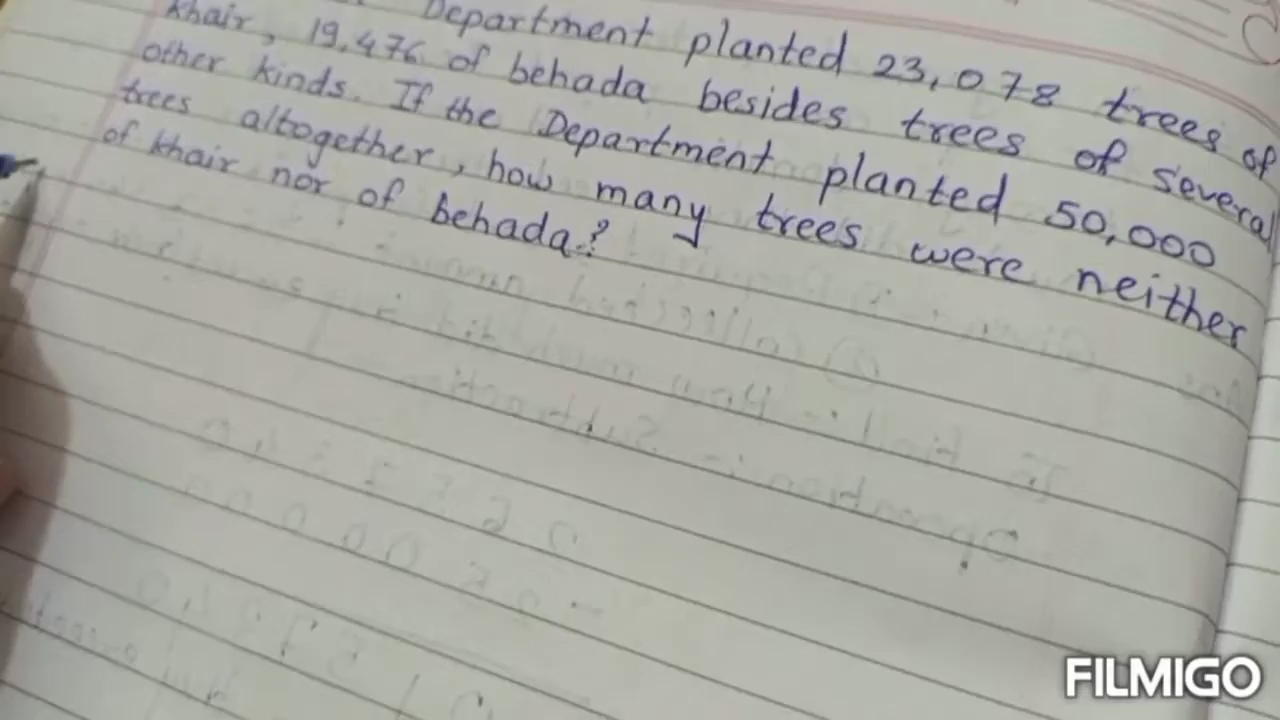 Department planted 23,078 trees of
khair, 19,476 of behada besides trees of several
other kinds. If the Department planted 50,000
trees altogether, how many trees were neither
of khair nor of behada?
FILMIGO